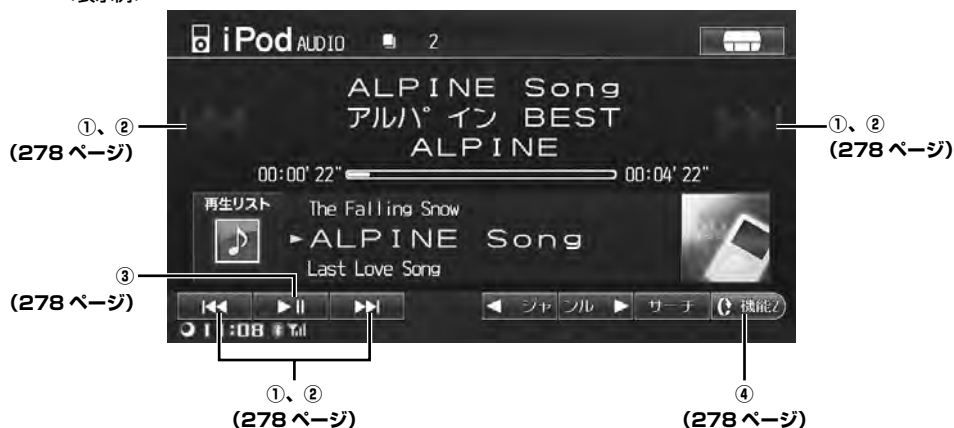 iPod AUDIO 2
ALPINE Song
アルパイン BEST
ALPINE
00:00'22" 00:04'22"
①、②
(278 ページ)
①、②
(278 ページ)
再生リスト
The Falling Snow
ALPINE Song
Last Love Song
③
(278 ページ)
ジャンル サーチ 機能2
11:08
①、②
(278 ページ)
④
(278 ページ)